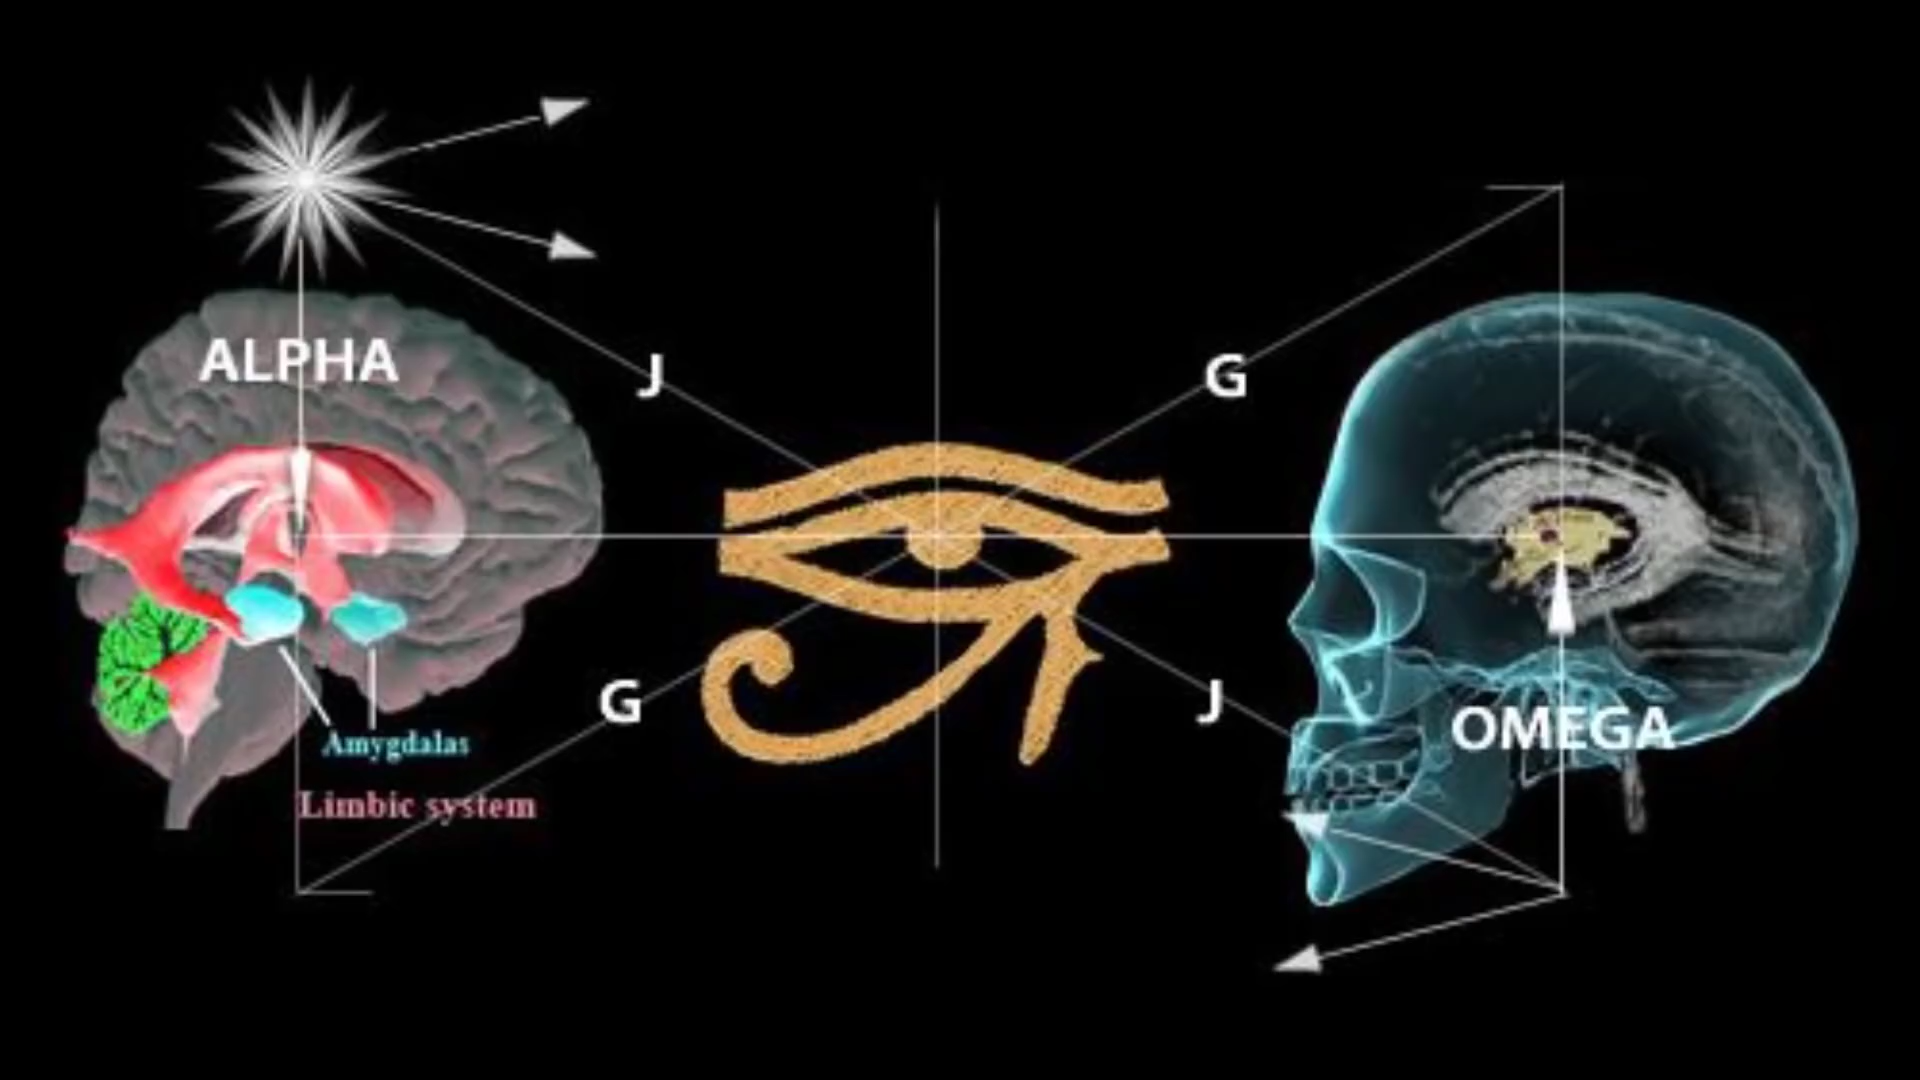 ALPHA
J
G
G
J
OMEGA
Amygdalas
Limbic system